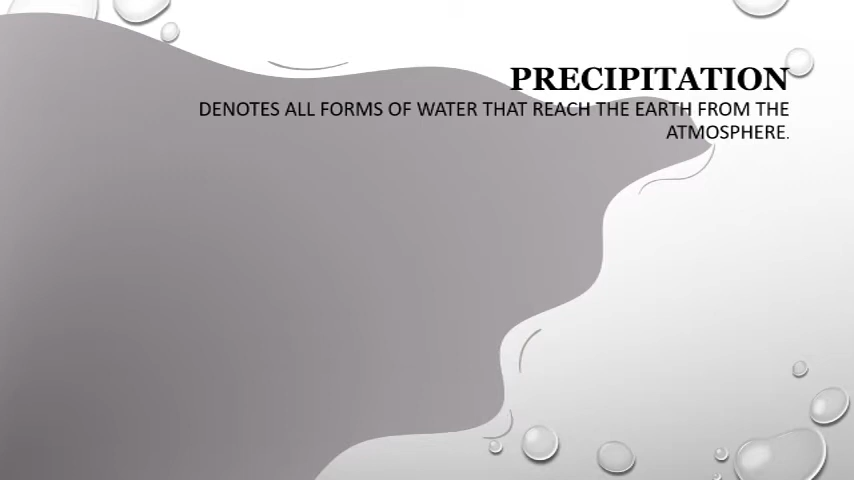 PRECIPITATION
DENOTES ALL FORMS OF WATER THAT REACH THE EARTH FROM THE
ATMOSPHERE.